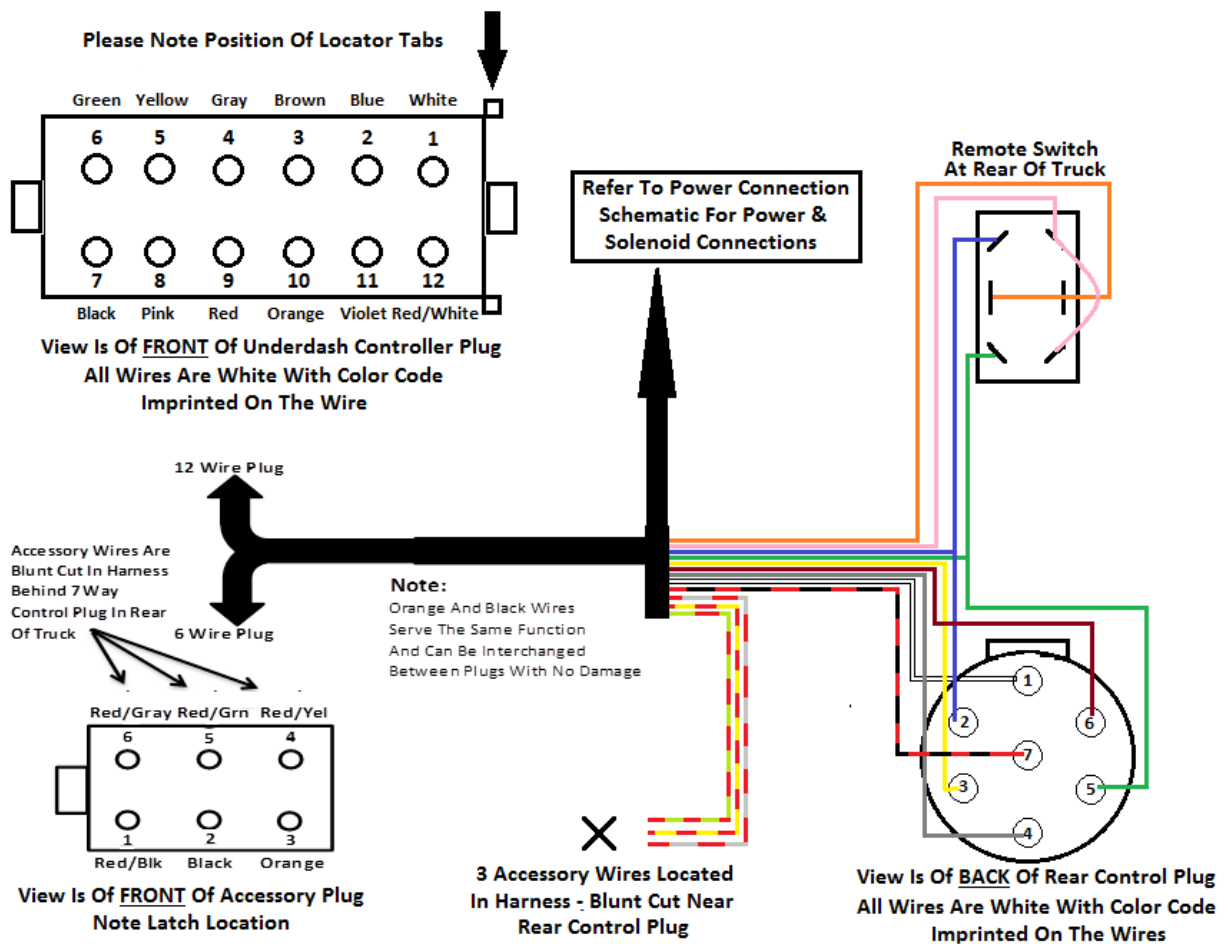 Please Note Position Of Locator Tabs
Green Yellow Gray Brown Blue White
6 5 4 3 2 1
7 8 9 10 11 12
Black Pink Red Orange Violet Red/White
View Is Of FRONT Of Underdash Controller Plug
All Wires Are White With Color Code
Imprinted On The Wire
Refer To Power Connection
Schematic For Power &
Solenoid Connections
Remote Switch
At Rear Of Truck
12 Wire Plug
6 Wire Plug
Accessory Wires Are
Blunt Cut In Harness
Behind 7 Way
Control Plug In Rear
Of Truck
Note:
Orange And Black Wires
Serve The Same Function
And Can Be Interchanged
Between Plugs With No Damage
Red/Gray Red/Grn Red/Yel
6 5 4
1 2 3
Red/Blk Black Orange
View Is Of FRONT Of Accessory Plug
Note Latch Location
3 Accessory Wires Located
In Harness - Blunt Cut Near
Rear Control Plug
1
2 6
7
3 5
4
View Is Of BACK Of Rear Control Plug
All Wires Are White With Color Code
Imprinted On The Wires